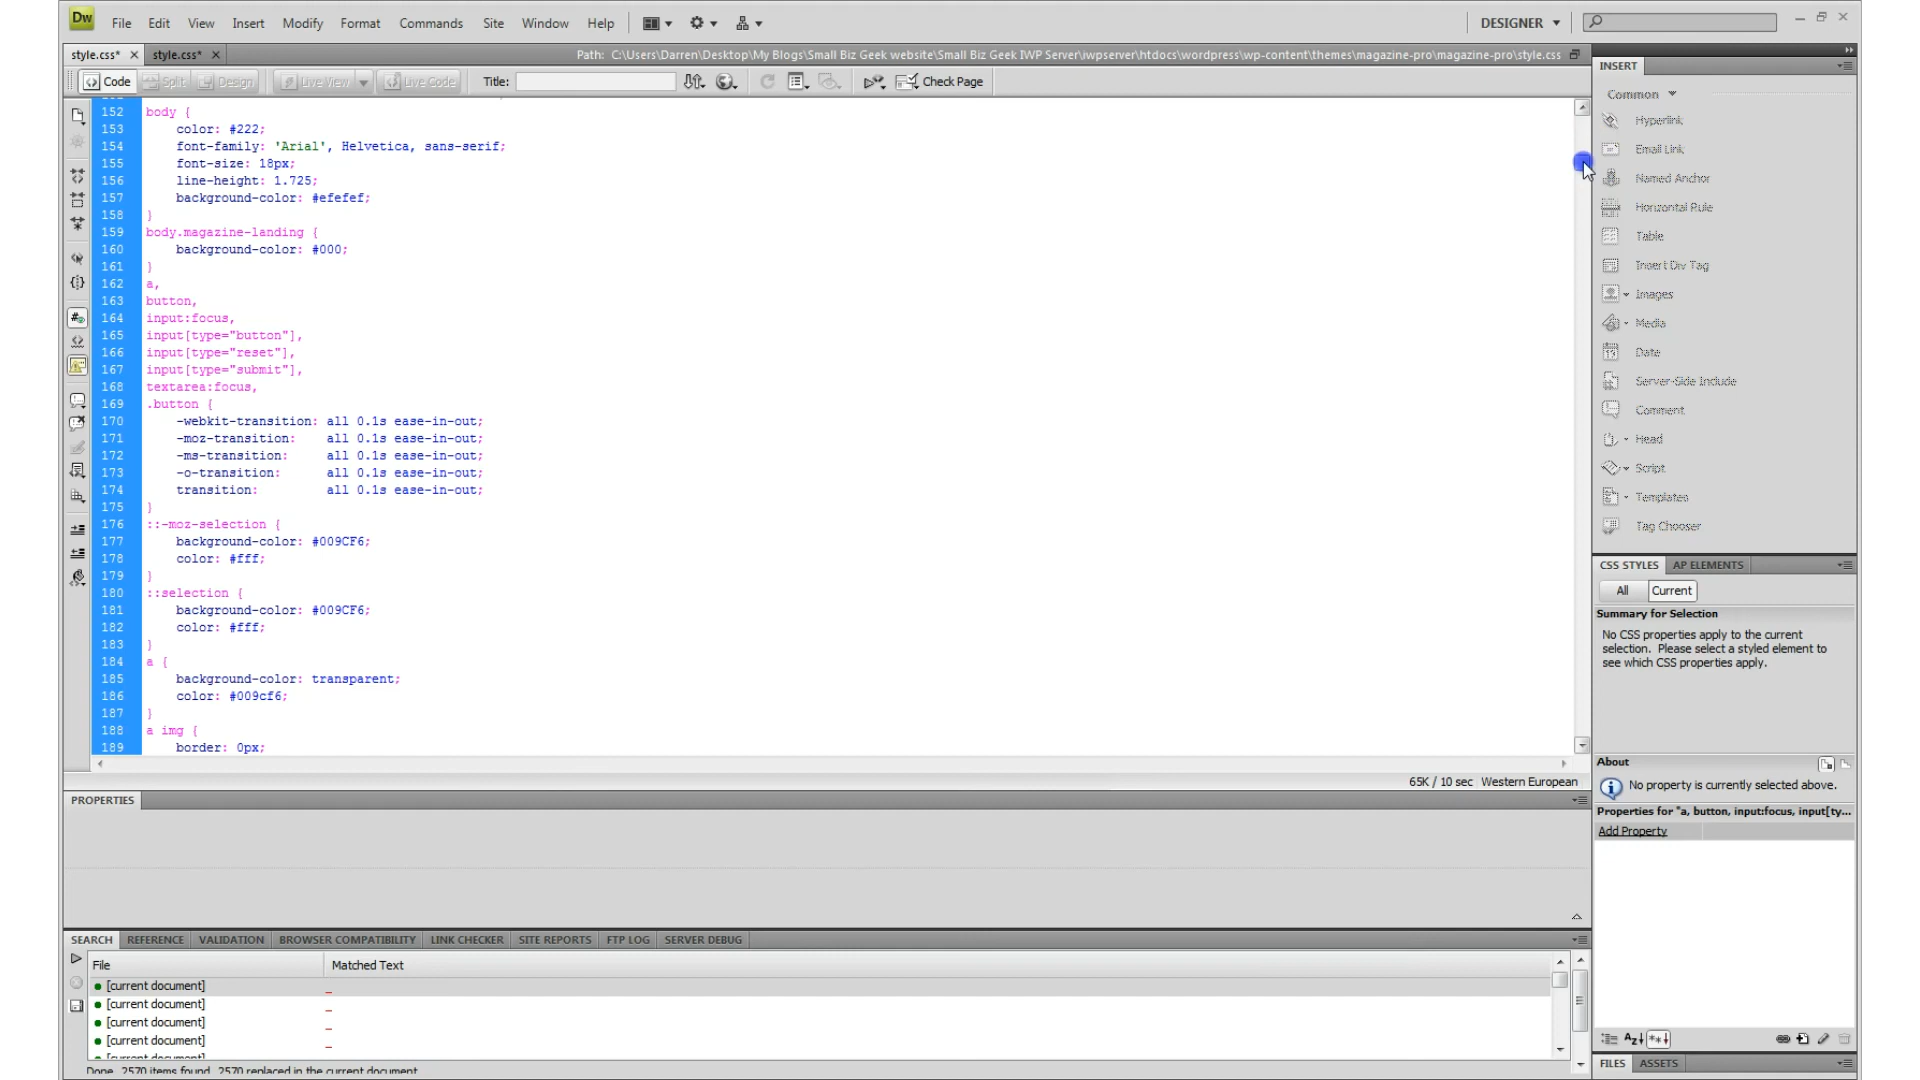 Dw File Edit View Insert Modify Format Commands Site Window Help DESIGNER
style.css* style.css* Path: C:\Users\Darren\Desktop\My Blogs\Small Biz Geek website\Small Biz Geek IWP Server\iwpserver\htdocs\wordpress\wp-content\themes\magazine-pro\magazine-pro\style.css
Code Split Design Live View Live Code Title: Check Page
152 body {
153 color: #222;
154 font-family: 'Arial', Helvetica, sans-serif;
155 font-size: 18px;
156 line-height: 1.725;
157 background-color: #efefef;
158 }
159 body.magazine-landing {
160 background-color: #000;
161 }
162 a,
163 button,
164 input:focus,
165 input[type="button"],
166 input[type="reset"],
167 input[type="submit"],
168 textarea:focus,
169 .button {
170 -webkit-transition: all 0.1s ease-in-out;
171 -moz-transition: all 0.1s ease-in-out;
172 -ms-transition: all 0.1s ease-in-out;
173 -o-transition: all 0.1s ease-in-out;
174 transition: all 0.1s ease-in-out;
175 }
176 ::-moz-selection {
177 background-color: #009CF6;
178 color: #fff;
179 }
180 ::selection {
181 background-color: #009CF6;
182 color: #fff;
183 }
184 a {
185 background-color: transparent;
186 color: #009cf6;
187 }
188 a img {
189 border: 0px;
65K / 10 sec Western European
PROPERTIES
SEARCH REFERENCE VALIDATION BROWSER COMPATIBILITY LINK CHECKER SITE REPORTS FTP LOG SERVER DEBUG
File Matched Text
[current document]
[current document]
[current document]
[current document]
[current document]
Done. 2570 items found, 2570 replaced in the current document.
INSERT
Common
Hyperlink
Email Link
Named Anchor
Horizontal Rule
Table
Insert Div Tag
Images
Media
Date
Server-Side Include
Comment
Head
Script
Templates
Tag Chooser
CSS STYLES AP ELEMENTS
All Current
Summary for Selection
No CSS properties apply to the current
selection. Please select a styled element to
see which CSS properties apply.
About
No property is currently selected above.
Properties for "a, button, input:focus, input[ty...
Add Property
FILES ASSETS